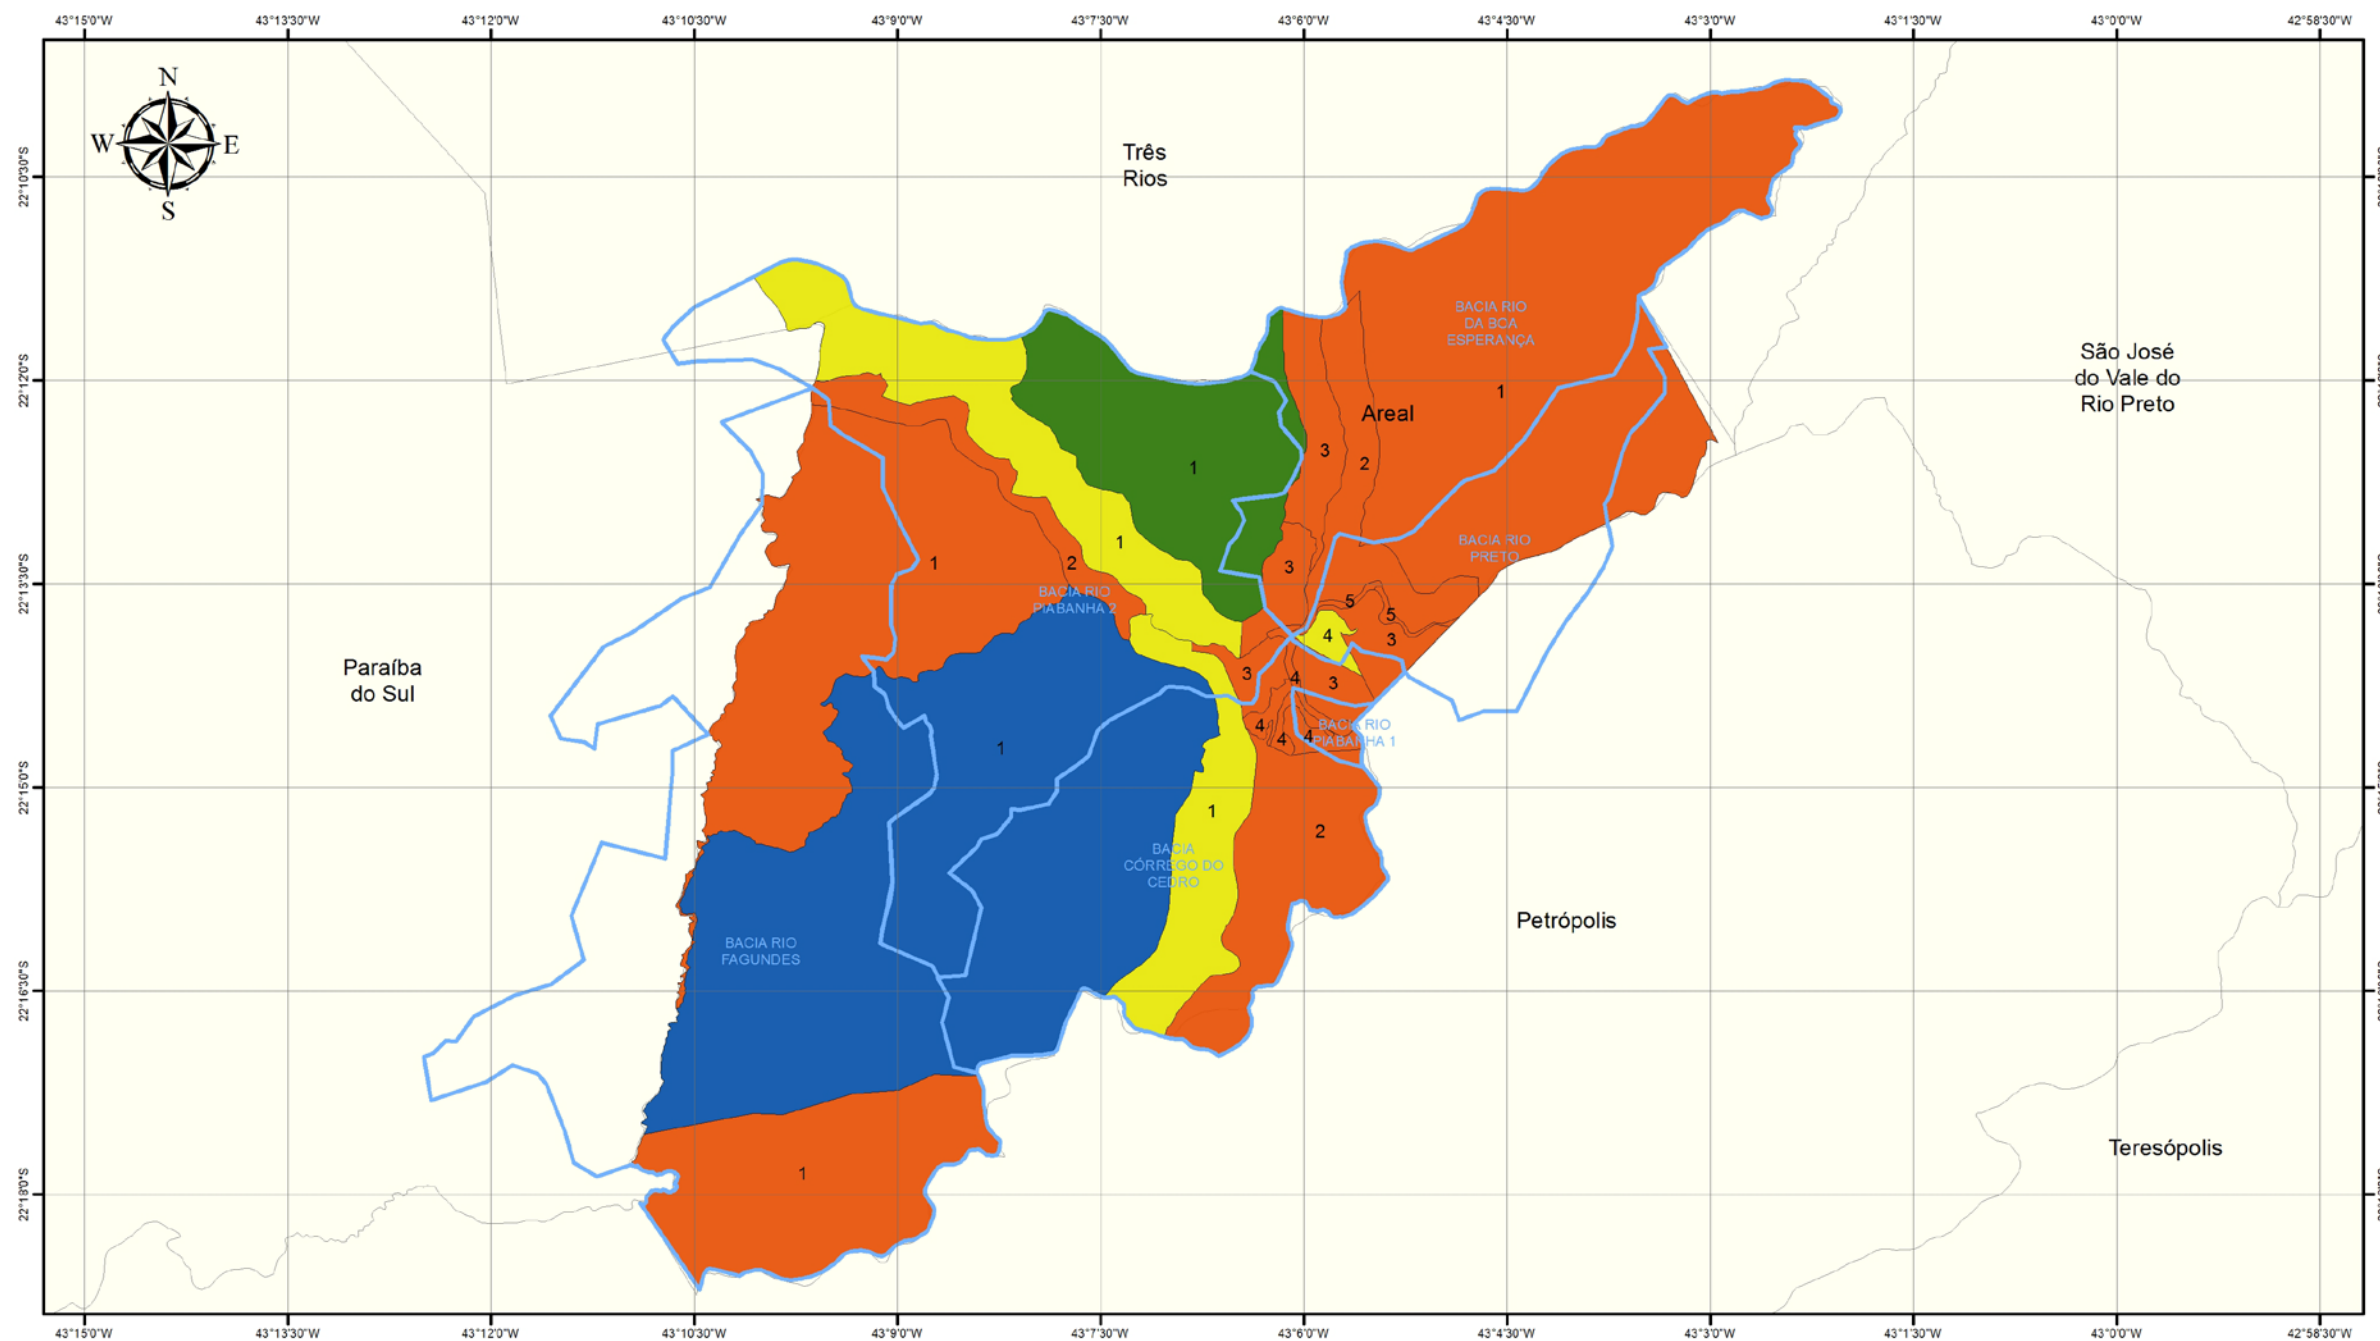 43°15'0"W 43°13'30"W 43°12'0"W 43°10'30"W 43°9'0"W 43°7'30"W 43°6'0"W 43°4'30"W 43°3'0"W 43°1'30"W 43°0'0"W 42°58'30"W
N
W E
S
Três
Rios
22°10'30"S
BACIA RIO
DA BOA
ESPERANÇA
São José
do Vale do
Rio Preto
22°12'0"S
1
Areal
3
2
1
1
BACIA RIO
PRETO
1
2
3
22°13'30"S
BACIA RIO
PIABANHA 2
5
5
4
3
Paraíba
do Sul
3
4
3
BACIA RIO
PIABANHA 1
4
4
4
1
22°15'0"S
1
2
BACIA
CÓRREGO DO
CEDRO
Petrópolis
BACIA RIO
FAGUNDES
22°16'30"S
Teresópolis
1
22°18'0"S
43°15'0"W 43°13'30"W 43°12'0"W 43°10'30"W 43°9'0"W 43°7'30"W 43°6'0"W 43°4'30"W 43°3'0"W 43°1'30"W 43°0'0"W 42°58'30"W